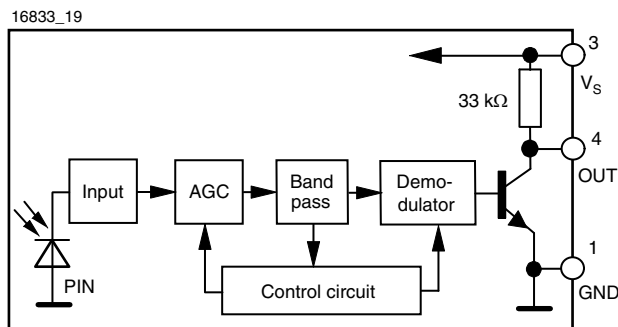 16833_19
3
V_S
33 kΩ
4
OUT
Input
AGC
Band
pass
Demo-
dulator
1
GND
PIN
Control circuit